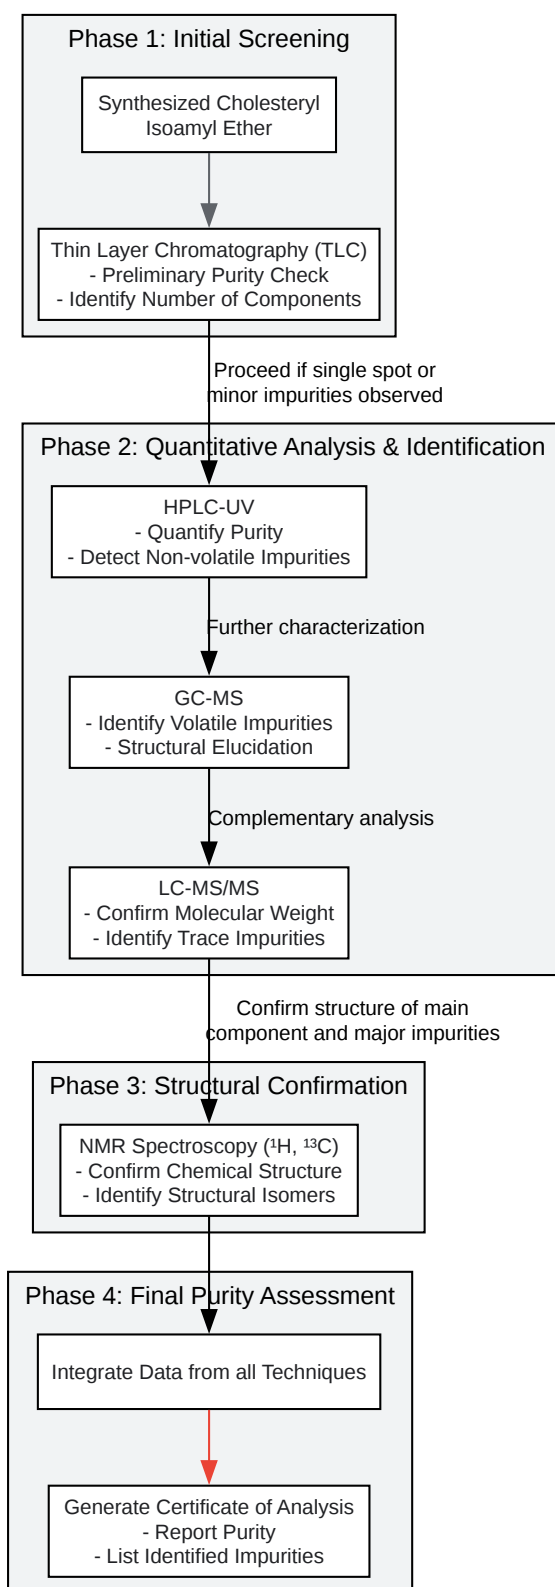 Phase 1: Initial Screening
Synthesized Cholesteryl
Isoamyl Ether
Thin Layer Chromatography (TLC)
- Preliminary Purity Check
- Identify Number of Components
Proceed if single spot or
minor impurities observed
Phase 2: Quantitative Analysis & Identification
HPLC-UV
- Quantify Purity
- Detect Non-volatile Impurities
Further characterization
GC-MS
- Identify Volatile Impurities
- Structural Elucidation
Complementary analysis
LC-MS/MS
- Confirm Molecular Weight
- Identify Trace Impurities
Confirm structure of main
component and major impurities
Phase 3: Structural Confirmation
NMR Spectroscopy (¹H, ¹³C)
- Confirm Chemical Structure
- Identify Structural Isomers
Phase 4: Final Purity Assessment
Integrate Data from all Techniques
Generate Certificate of Analysis
- Report Purity
- List Identified Impurities